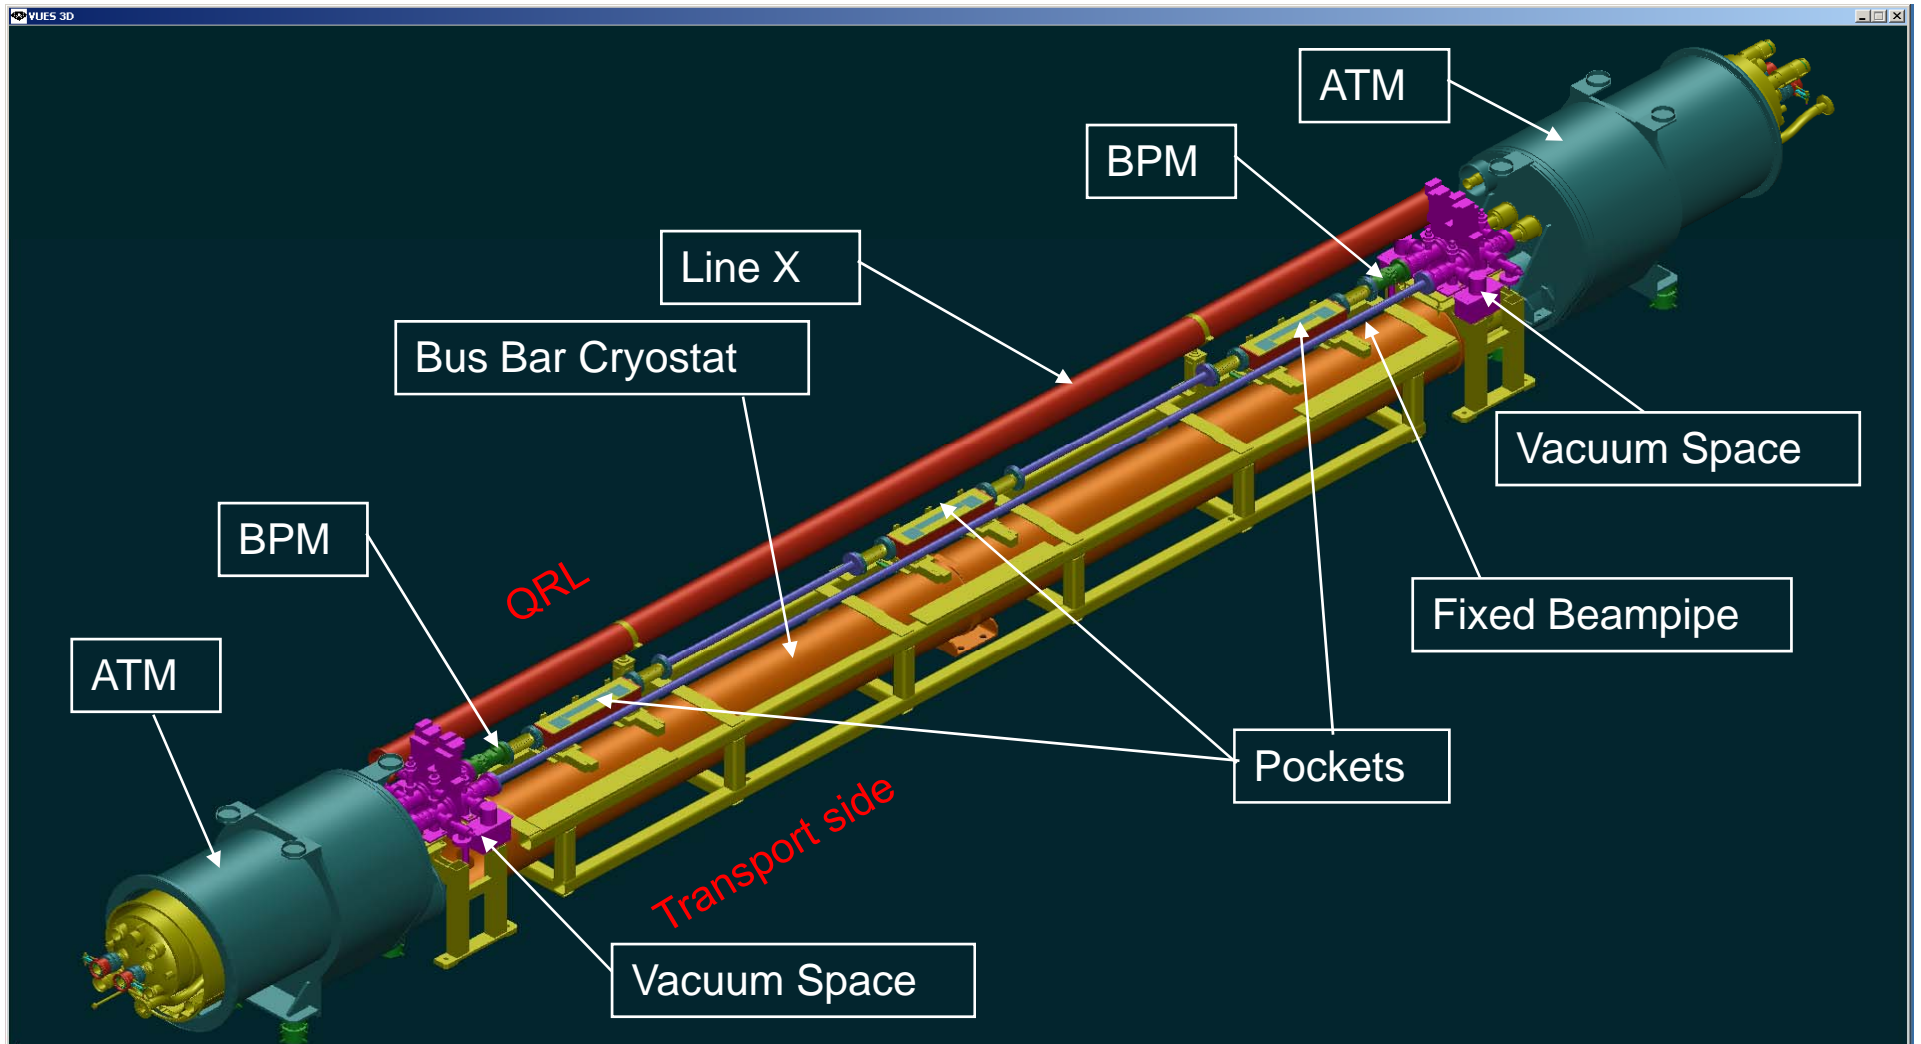 VUES 3D
ATM
BPM
Line X
Bus Bar Cryostat
Vacuum Space
BPM
QRL
Fixed Beampipe
ATM
Pockets
Transport side
Vacuum Space